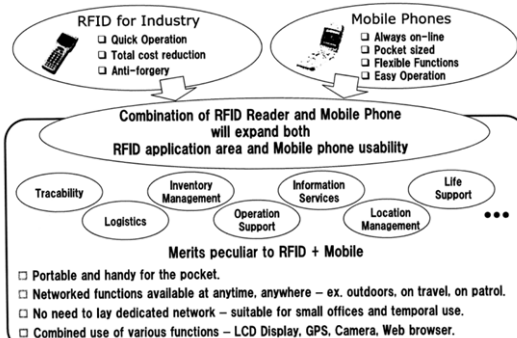 RFID for Industry
❑ Quick Operation
❑ Total cost reduction
❑ Anti-forgery
Mobile Phones
❑ Always on-line
❑ Pocket sized
❑ Flexible Functions
❑ Easy Operation
Combination of RFID Reader and Mobile Phone
will expand both
RFID application area and Mobile phone usability
Tracability
Logistics
Inventory
Management
Operation
Support
Information
Services
Location
Management
Life
Support
•••
Merits peculiar to RFID + Mobile
□ Portable and handy for the pocket.
□ Networked functions available at anytime, anywhere – ex. outdoors, on travel, on patrol.
□ No need to lay dedicated network – suitable for small offices and temporal use.
□ Combined use of various functions – LCD Display, GPS, Camera, Web browser.